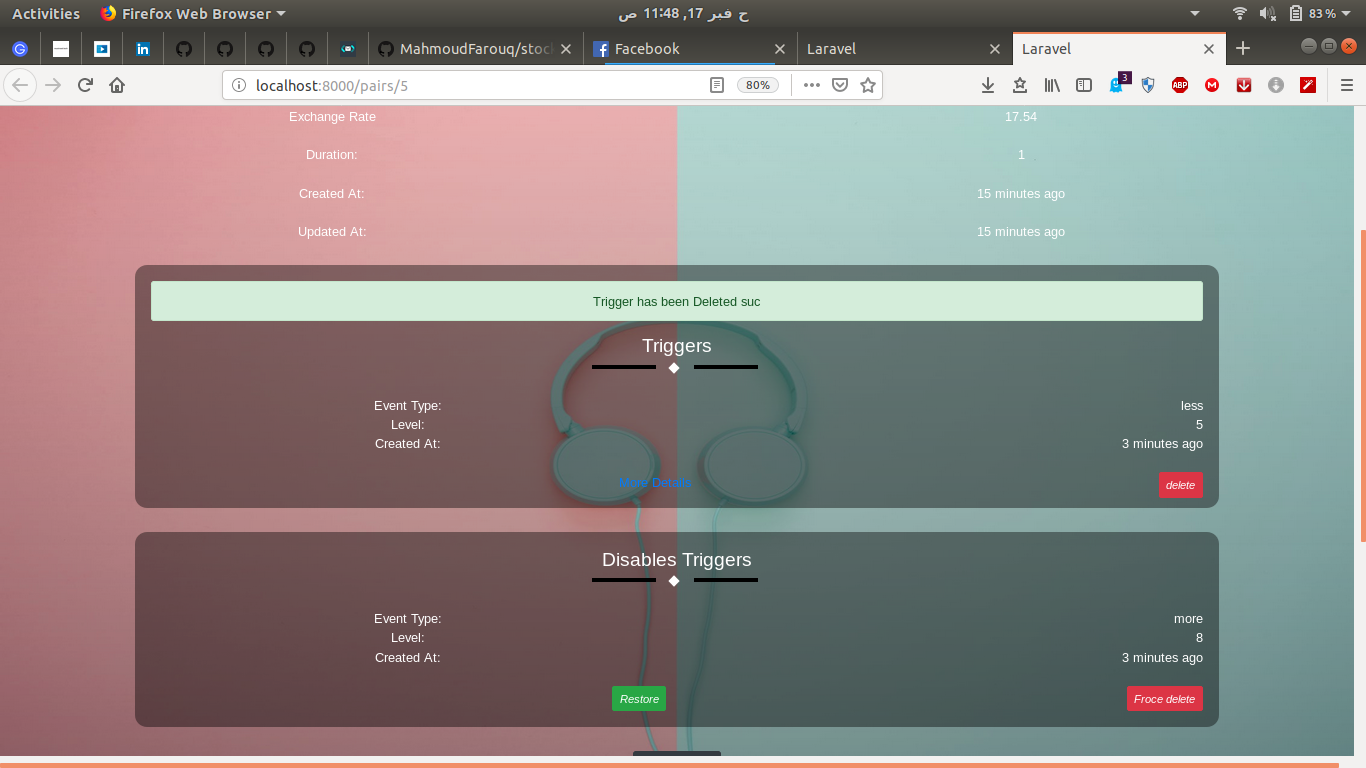 Activities
Firefox Web Browser
ح فبر 17, 11:48 ص
83 %
MahmoudFarouq/stoc
Facebook
Laravel
Laravel
localhost:8000/pairs/5
80%
3
ABP
Exchange Rate 17.54
Duration: 1
Created At: 15 minutes ago
Updated At: 15 minutes ago
Trigger has been Deleted suc
Triggers
Event Type: less
Level: 5
Created At: 3 minutes ago
More Details
delete
Disables Triggers
Event Type: more
Level: 8
Created At: 3 minutes ago
Restore
Froce delete